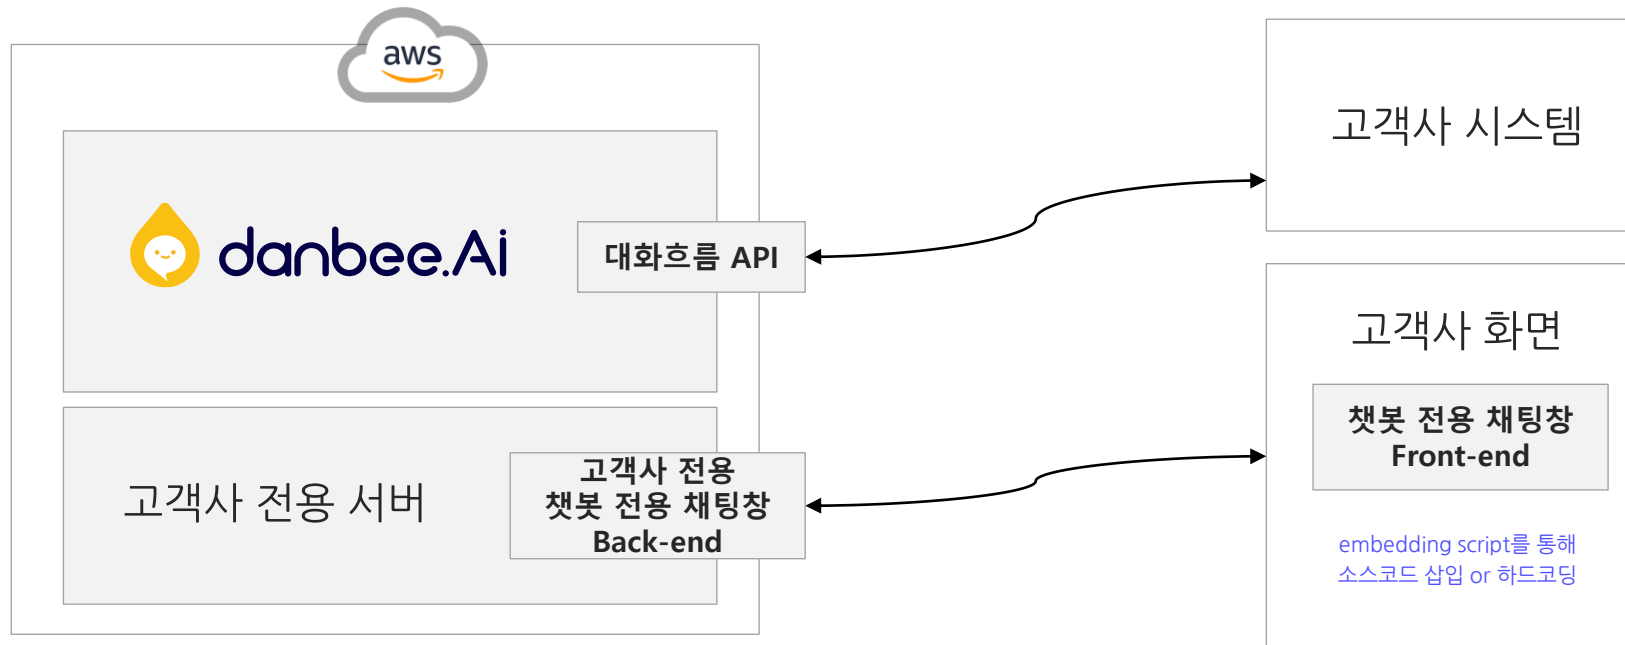 aws
danbee.Ai
대화흐름 API
고객사 전용 서버
고객사 전용
챗봇 전용 채팅창
Back-end
고객사 시스템
고객사 화면
챗봇 전용 채팅창
Front-end
embedding script를 통해
소스코드 삽입 or 하드코딩